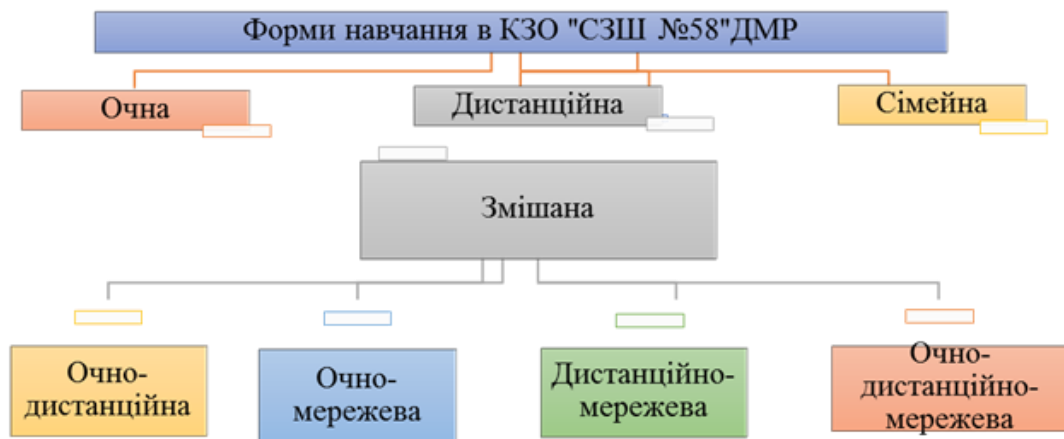 Форми навчання в КЗО "СЗШ №58"ДМР
Очна
Дистанційна
Сімейна
Змішана
Очно-
дистанційна
Очно-
мережева
Дистанційно-
мережева
Очно-
дистанційно-
мережева